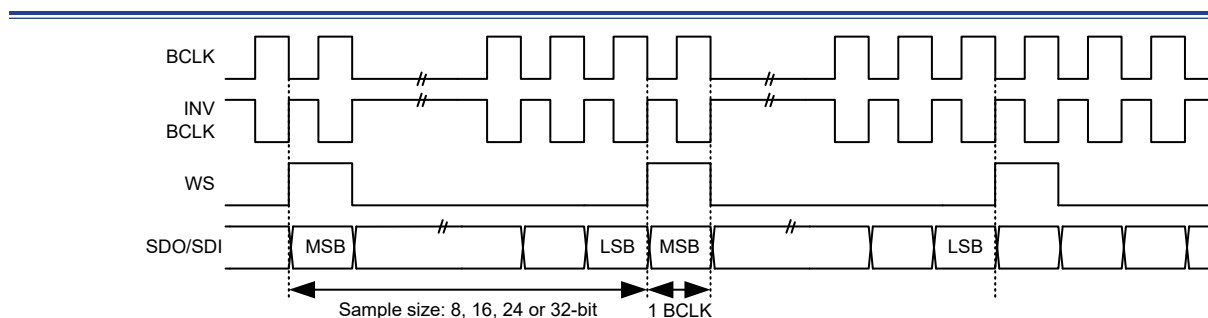 BCLK
INV
BCLK
WS
SDO/SDI
MSB
LSB
MSB
LSB
Sample size: 8, 16, 24 or 32-bit
1 BCLK